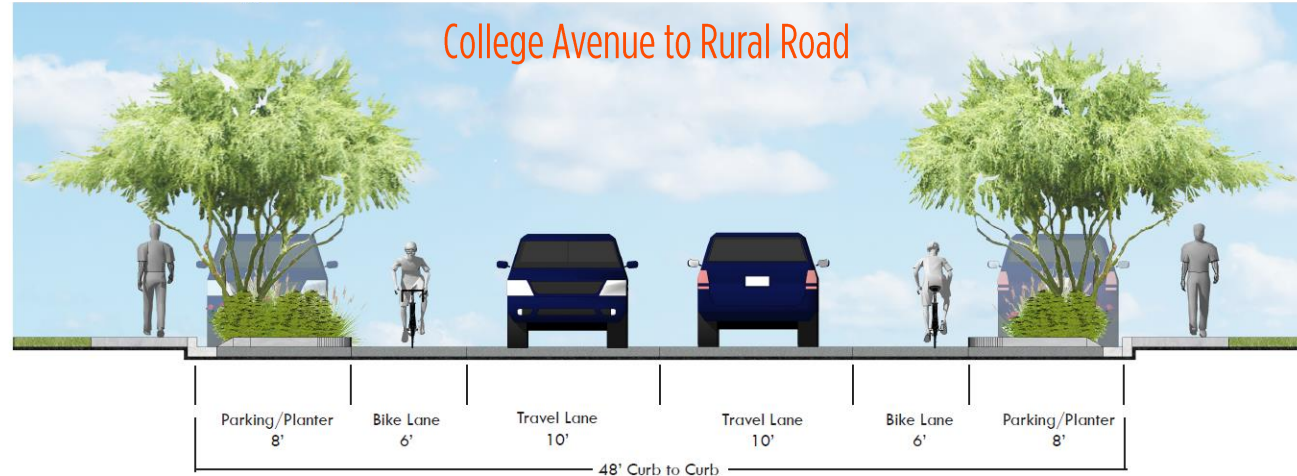 College Avenue to Rural Road
Parking/Planter
8'
Bike Lane
6'
Travel Lane
10'
Travel Lane
10'
Bike Lane
6'
Parking/Planter
8'
48' Curb to Curb